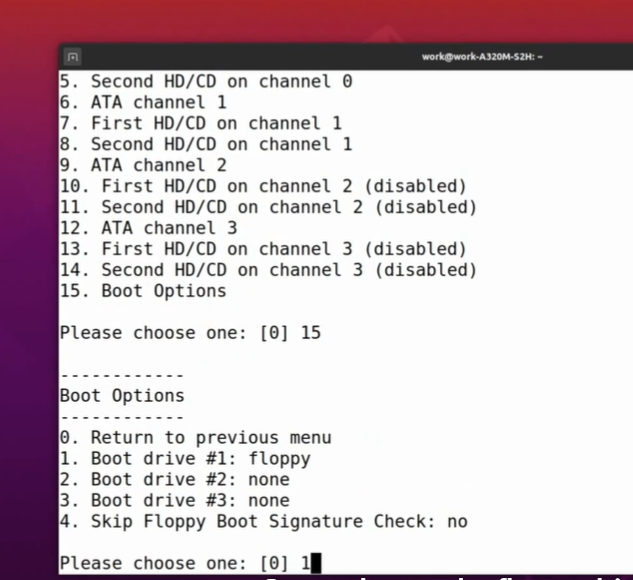 work@work-A320M-S2H: ~
5. Second HD/CD on channel 0
6. ATA channel 1
7. First HD/CD on channel 1
8. Second HD/CD on channel 1
9. ATA channel 2
10. First HD/CD on channel 2 (disabled)
11. Second HD/CD on channel 2 (disabled)
12. ATA channel 3
13. First HD/CD on channel 3 (disabled)
14. Second HD/CD on channel 3 (disabled)
15. Boot Options
Please choose one: [0] 15
------------
Boot Options
------------
0. Return to previous menu
1. Boot drive #1: floppy
2. Boot drive #2: none
3. Boot drive #3: none
4. Skip Floppy Boot Signature Check: no
Please choose one: [0] 1